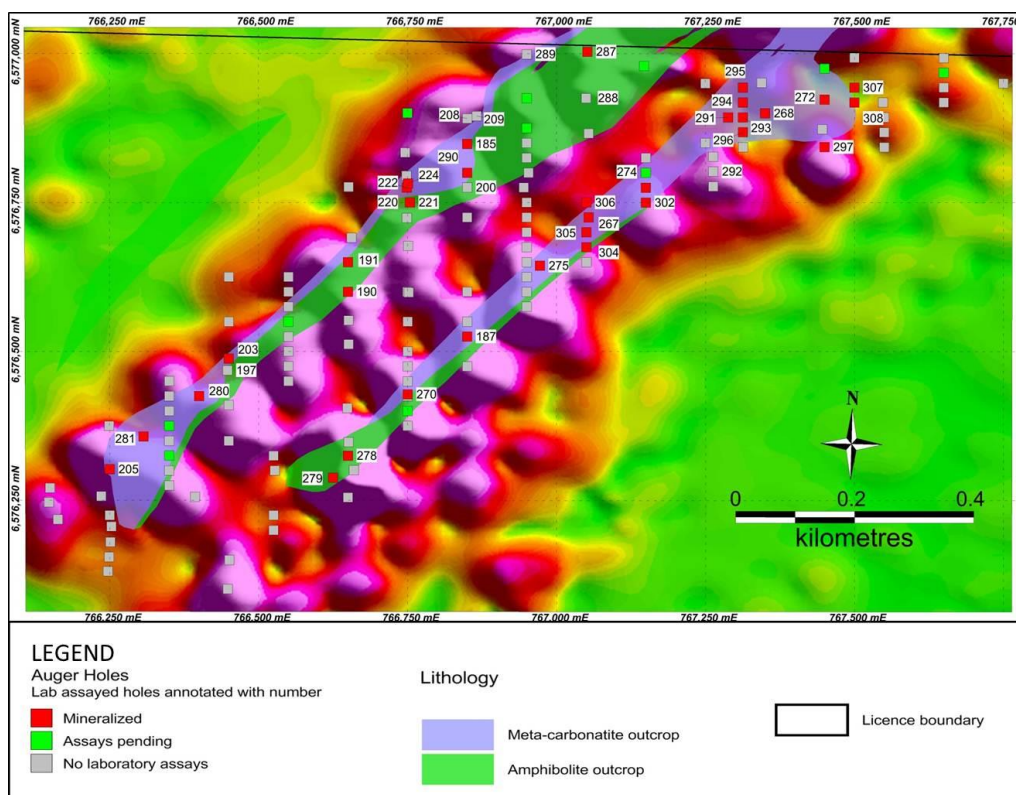 766,250 mE 766,500 mE 766,750 mE 767,000 mE 767,250 mE 767,500 mE 767,750
6,577,000 mN
6,576,750 mN
6,576,500 mN
6,576,250 mN
289 287
295
208 209
288
294
272
307
291
268
308
185
293
290
296
297
222
224
274
292
200
220 221
306
302
267
305
304
191
275
190
187
203
197
280
270
281
278
205
279
N
0 0.2 0.4
kilometres
766,250 mE 766,500 mE 766,750 mE 767,000 mE 767,250 mE 767,500 mE
LEGEND
Auger Holes
Lab assayed holes annotated with number
Mineralized
Assays pending
No laboratory assays
Lithology
Meta-carbonatite outcrop
Amphibolite outcrop
Licence boundary